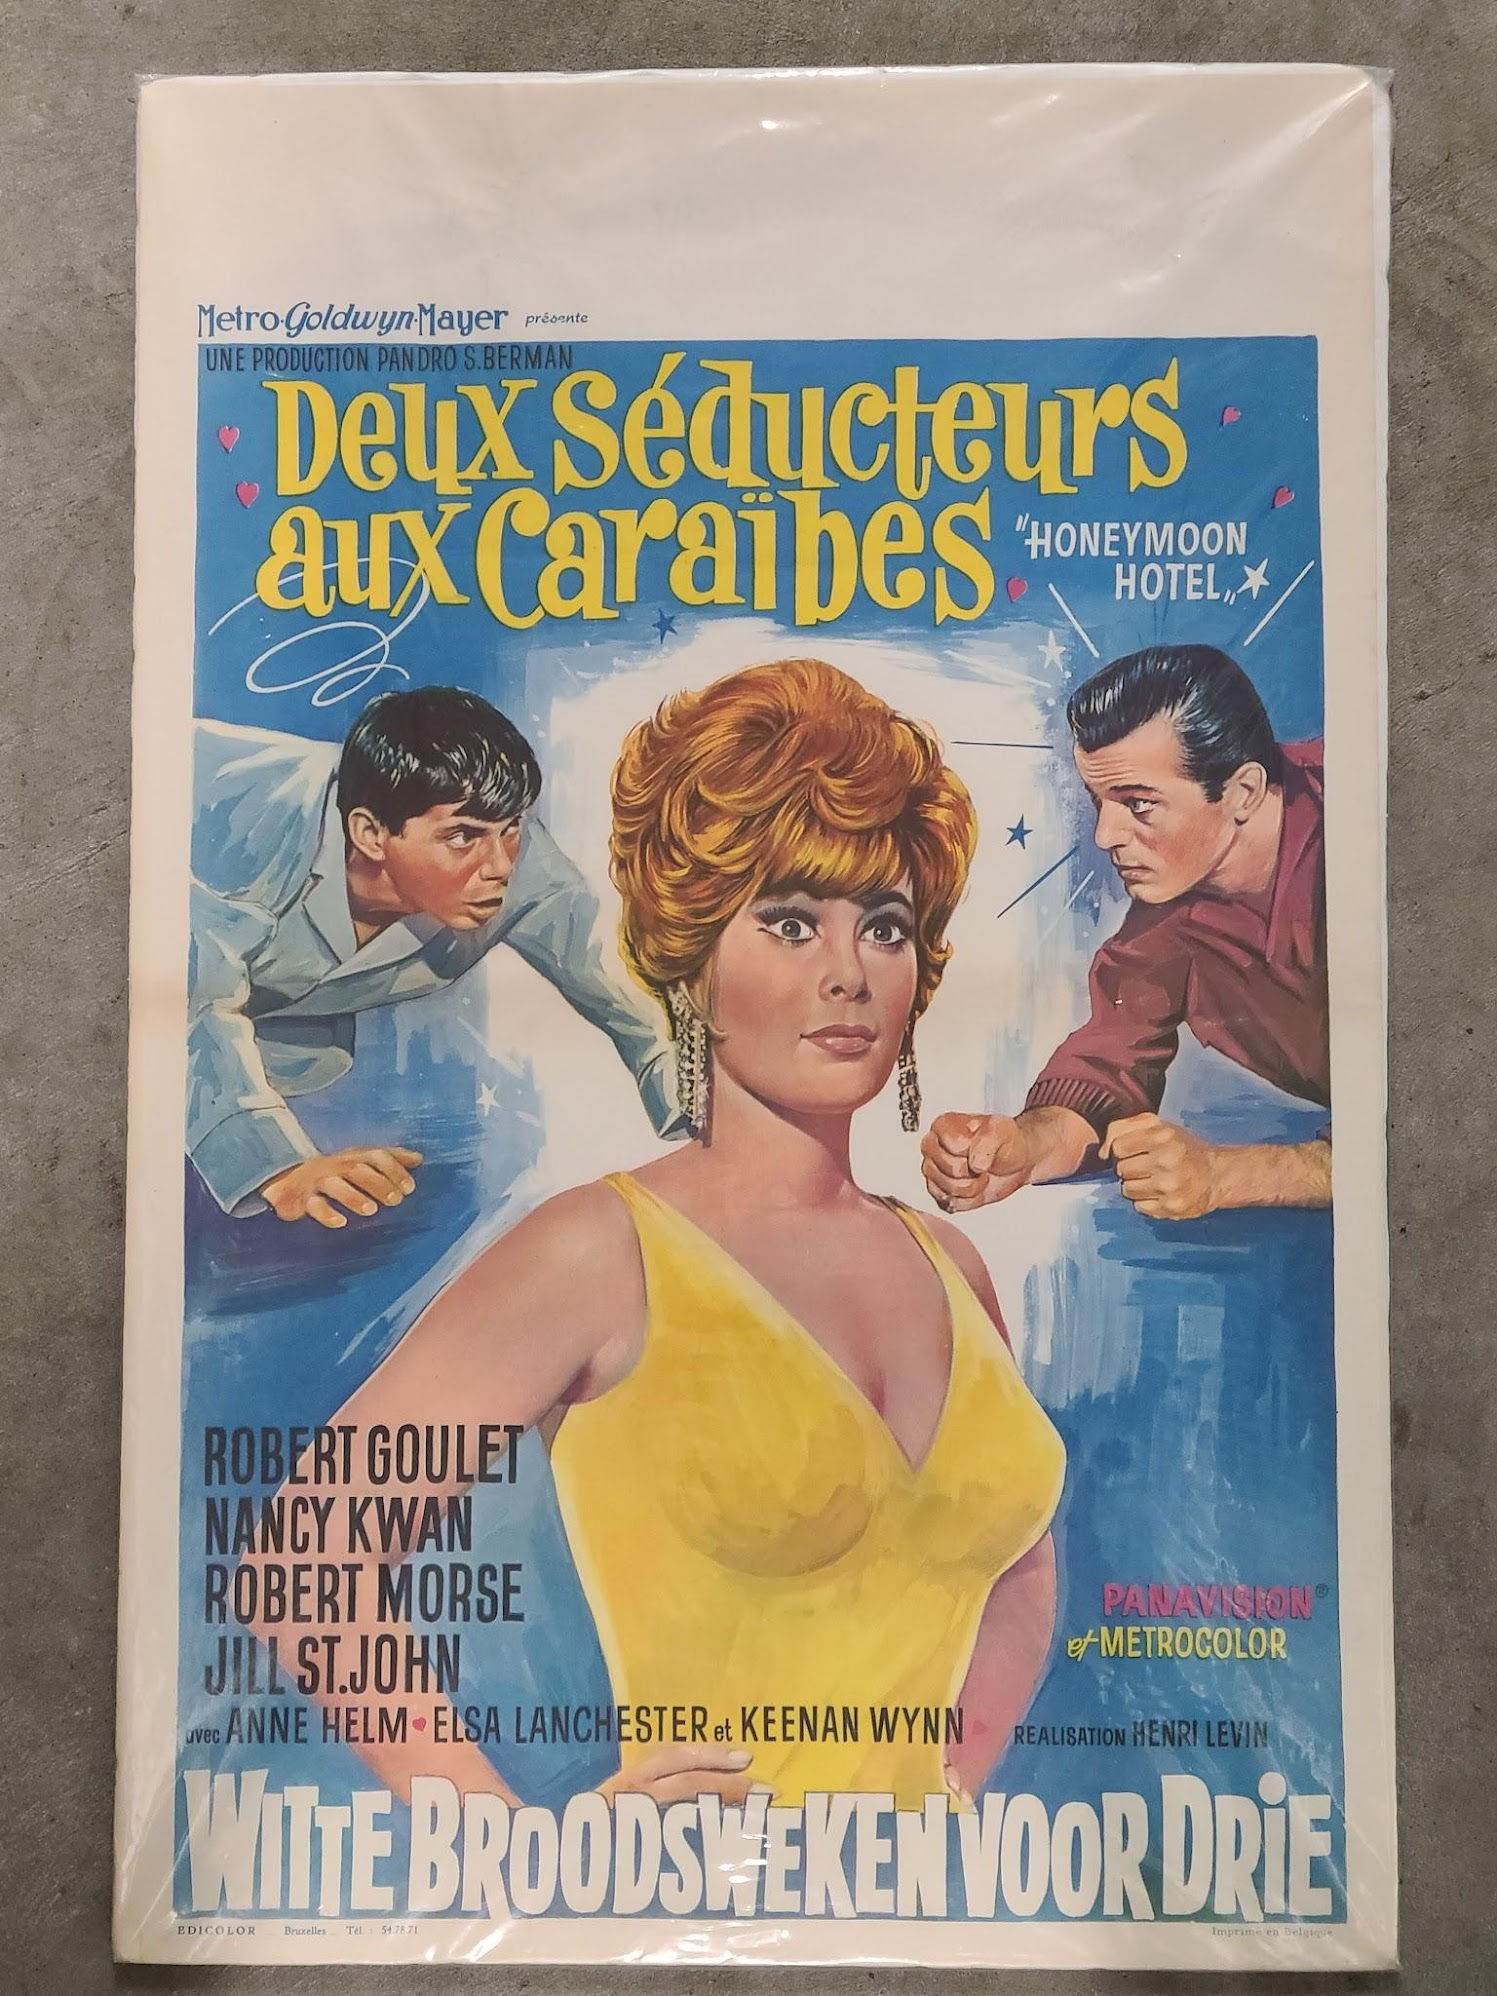 Metro-Goldwyn-Mayer présente
UNE PRODUCTION PANDRO S.BERMAN
Deux Séducteurs
aux Caraïbes
"HONEYMOON
HOTEL„
ROBERT GOULET
NANCY KWAN
ROBERT MORSE
JILL ST.JOHN
avec ANNE HELM ELSA LANCHESTER et KEENAN WYNN
PANAVISION®
et METROCOLOR
REALISATION HENRI LEVIN
WITTE BROODSWEKEN VOOR DRIE
EDICOLOR Bruxelles Tél : 54.78.71
Imprimé en Belgique